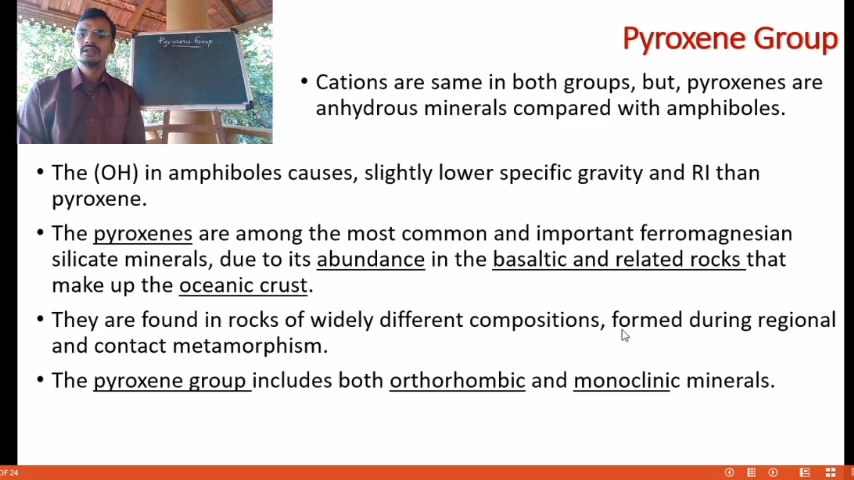 Pyroxene Group
Pyroxene Group
• Cations are same in both groups, but, pyroxenes are
anhydrous minerals compared with amphiboles.
• The (OH) in amphiboles causes, slightly lower specific gravity and RI than
pyroxene.
• The pyroxenes are among the most common and important ferromagnesian
silicate minerals, due to its abundance in the basaltic and related rocks that
make up the oceanic crust.
• They are found in rocks of widely different compositions, formed during regional
and contact metamorphism.
• The pyroxene group includes both orthorhombic and monoclinic minerals.
OF 24